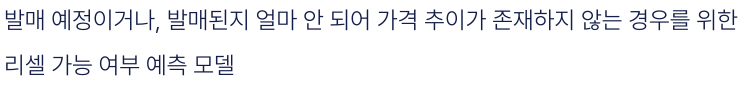 발매 예정이거나, 발매된지 얼마 안 되어 가격 추이가 존재하지 않는 경우를 위한
리셀 가능 여부 예측 모델